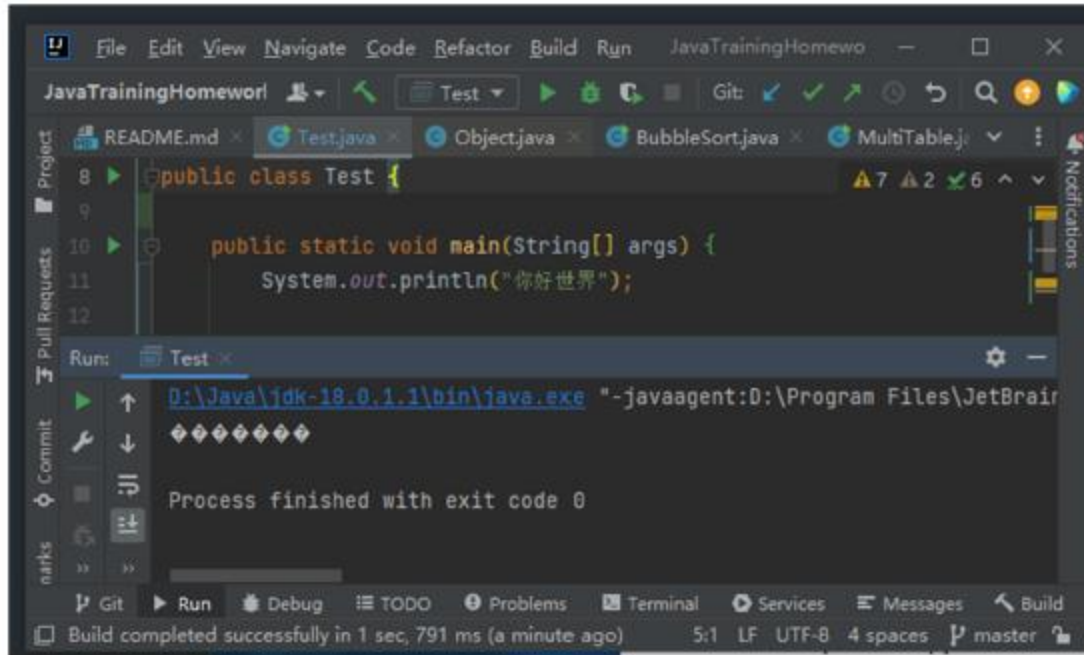 File Edit View Navigate Code Refactor Build Run JavaTrainingHomewo
JavaTrainingHomeworl Test Git:
README.md Test.java Object.java BubbleSort.java MultiTable.j
Project
Pull Requests
Commit
marks
Notifications
8 public class Test { 7 2 6
9
10 public static void main(String[] args) {
11 System.out.println("你好世界");
12
Run: Test
D:\Java\jdk-18.0.1.1\bin\java.exe "-javaagent:D:\Program Files\JetBrain
�������
Process finished with exit code 0
Git Run Debug TODO Problems Terminal Services Messages Build
Build completed successfully in 1 sec, 791 ms (a minute ago) 5:1 LF UTF-8 4 spaces master